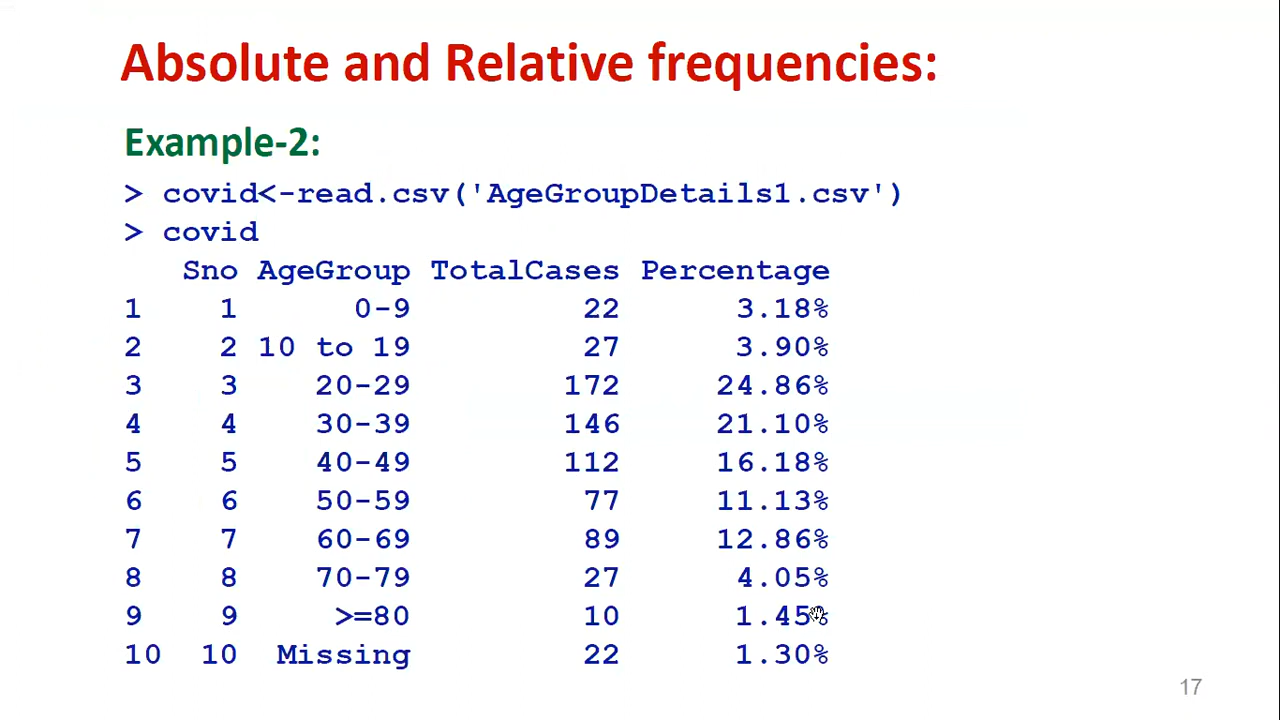 Absolute and Relative frequencies:
Example-2:
> covid<-read.csv('AgeGroupDetails1.csv')
> covid
Sno AgeGroup TotalCases Percentage
1 1 0-9 22 3.18%
2 2 10 to 19 27 3.90%
3 3 20-29 172 24.86%
4 4 30-39 146 21.10%
5 5 40-49 112 16.18%
6 6 50-59 77 11.13%
7 7 60-69 89 12.86%
8 8 70-79 27 4.05%
9 9 >=80 10 1.45%
10 10 Missing 22 1.30%
17